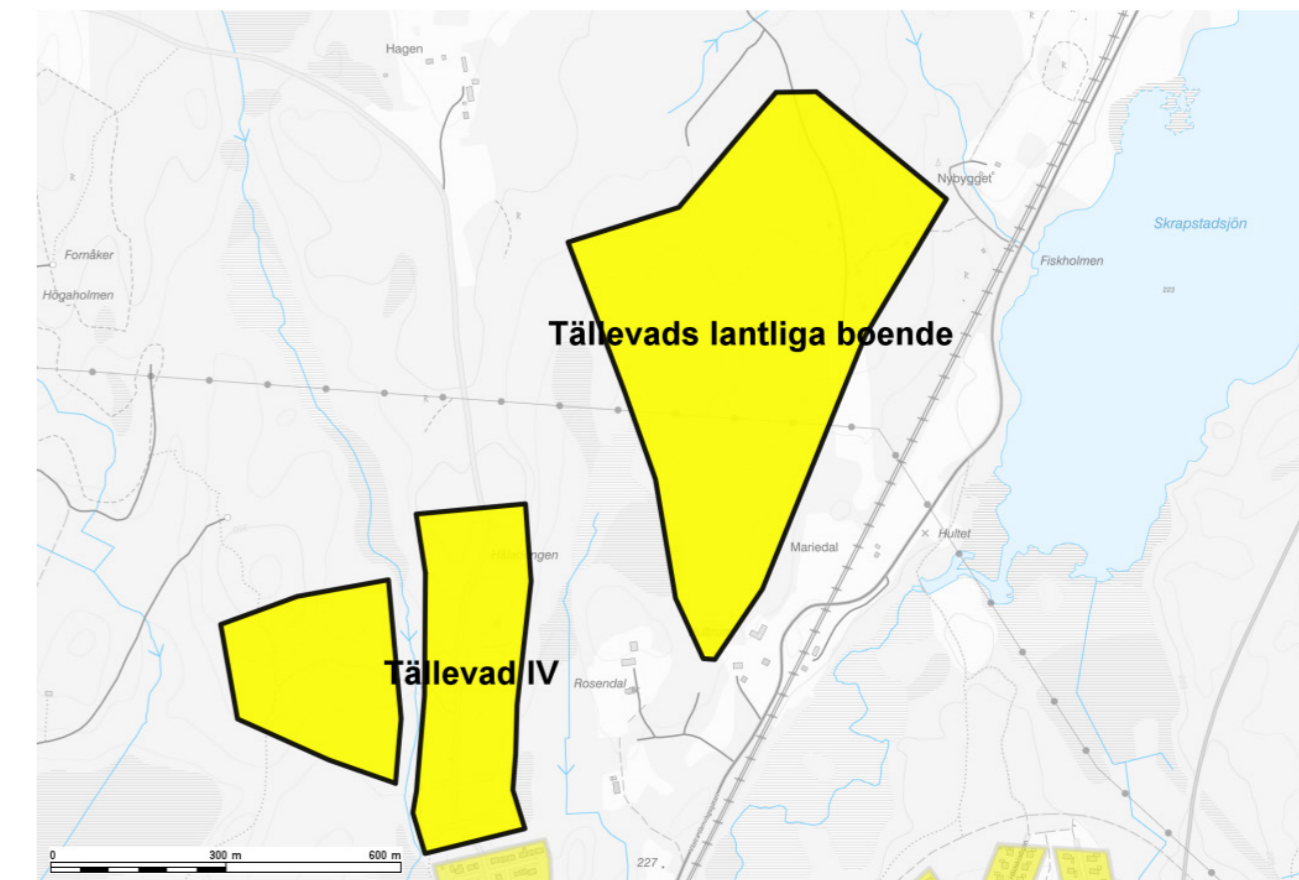 Hagen
R
R
Nybygget
Skrapstadsjön
R
R
Fornåker
Fiskholmen
R
Högaholmen
223
Tällevads lantliga boende
R
Hultet
Mariedal
Tällevad IV
Rosendal
0 300 m 600 m
227